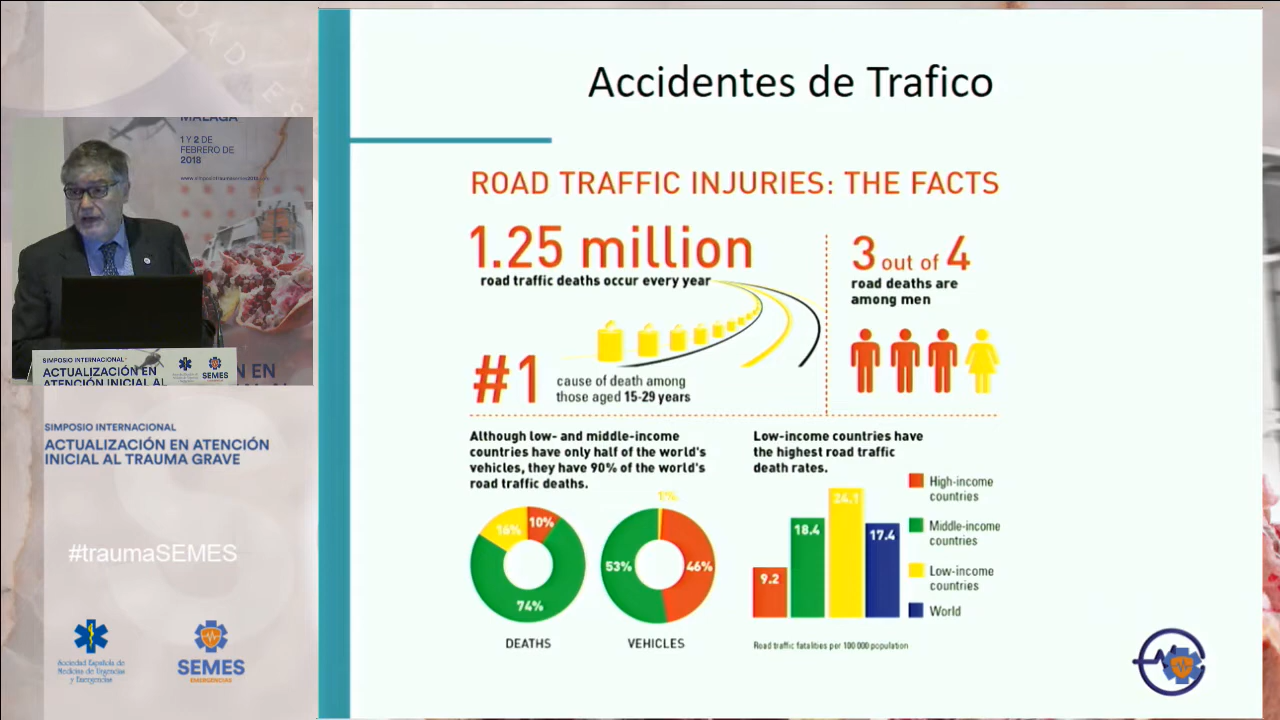 MÁLAGA
1 Y 2 DE
FEBRERO DE
2018
SIMPOSIO INTERNACIONAL
ACTUALIZACIÓN EN
ATENCIÓN INICIAL AL
SEMES
EN
SIMPOSIO INTERNACIONAL
ACTUALIZACIÓN EN ATENCIÓN
INICIAL AL TRAUMA GRAVE
#traumaSEMES
Sociedad Española de
Medicina de Urgencias
y Emergencias
SEMES
EMERGENCIAS
Accidentes de Trafico
ROAD TRAFFIC INJURIES: THE FACTS
1.25 million
road traffic deaths occur every year
#1
cause of death among
those aged 15-29 years
3 out of 4
road deaths are
among men
Although low- and middle-income
countries have only half of the world's
vehicles, they have 90% of the world's
road traffic deaths.
16%
10%
74%
DEATHS
1%
53%
46%
VEHICLES
Low-income countries have
the highest road traffic
death rates.
9.2
18.4
24.1
17.4
High-income
countries
Middle-income
countries
Low-income
countries
World
Road traffic fatalities per 100 000 population